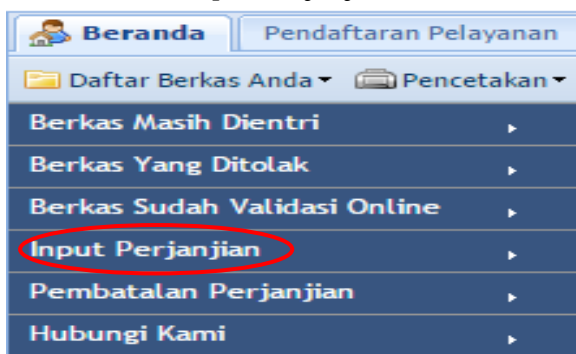 Beranda Pendaftaran Pelayanan
Daftar Berkas Anda Pencetakan
Berkas Masih Dientri
Berkas Yang Ditolak
Berkas Sudah Validasi Online
Input Perjanjian
Pembatalan Perjanjian
Hubungi Kami